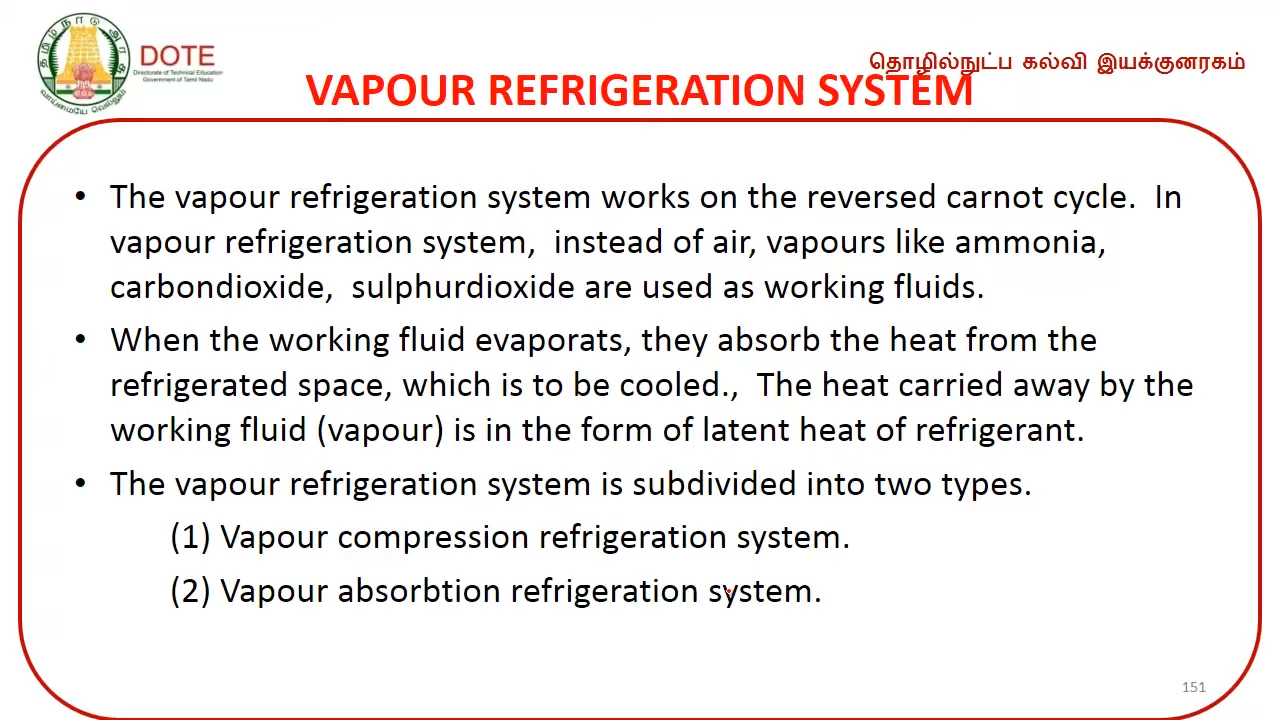 தமிழ்நாடு அரசு
வாய்மையே வெல்லும்
DOTE
Directorate of Technical Education
Government of Tamil Nadu
தொழில்நுட்ப கல்வி இயக்குனரகம்
VAPOUR REFRIGERATION SYSTEM
• The vapour refrigeration system works on the reversed carnot cycle. In
vapour refrigeration system, instead of air, vapours like ammonia,
carbondioxide, sulphurdioxide are used as working fluids.
• When the working fluid evaporats, they absorb the heat from the
refrigerated space, which is to be cooled., The heat carried away by the
working fluid (vapour) is in the form of latent heat of refrigerant.
• The vapour refrigeration system is subdivided into two types.
(1) Vapour compression refrigeration system.
(2) Vapour absorbtion refrigeration system.
151